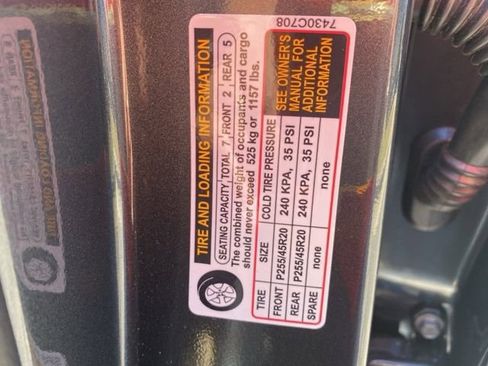 7430C708
TIRE AND LOADING INFORMATION
SEATING CAPACITY TOTAL 7 FRONT 2 REAR 5
The combined weight of occupants and cargo
should never exceed 525 kg or 1157 lbs.
TIRE SIZE COLD TIRE PRESSURE
FRONT P255/45R20 240 KPA, 35 PSI
REAR P255/45R20 240 KPA, 35 PSI
SPARE none none
SEE OWNER'S
MANUAL FOR
ADDITIONAL
INFORMATION